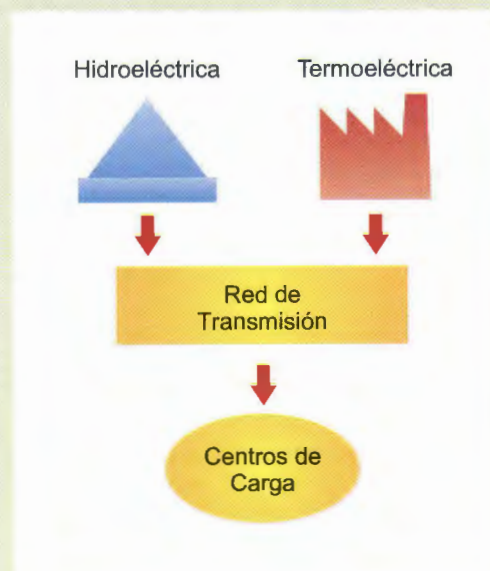 Hidroeléctrica
Termoeléctrica
Red de
Transmisión
Centros de
Carga